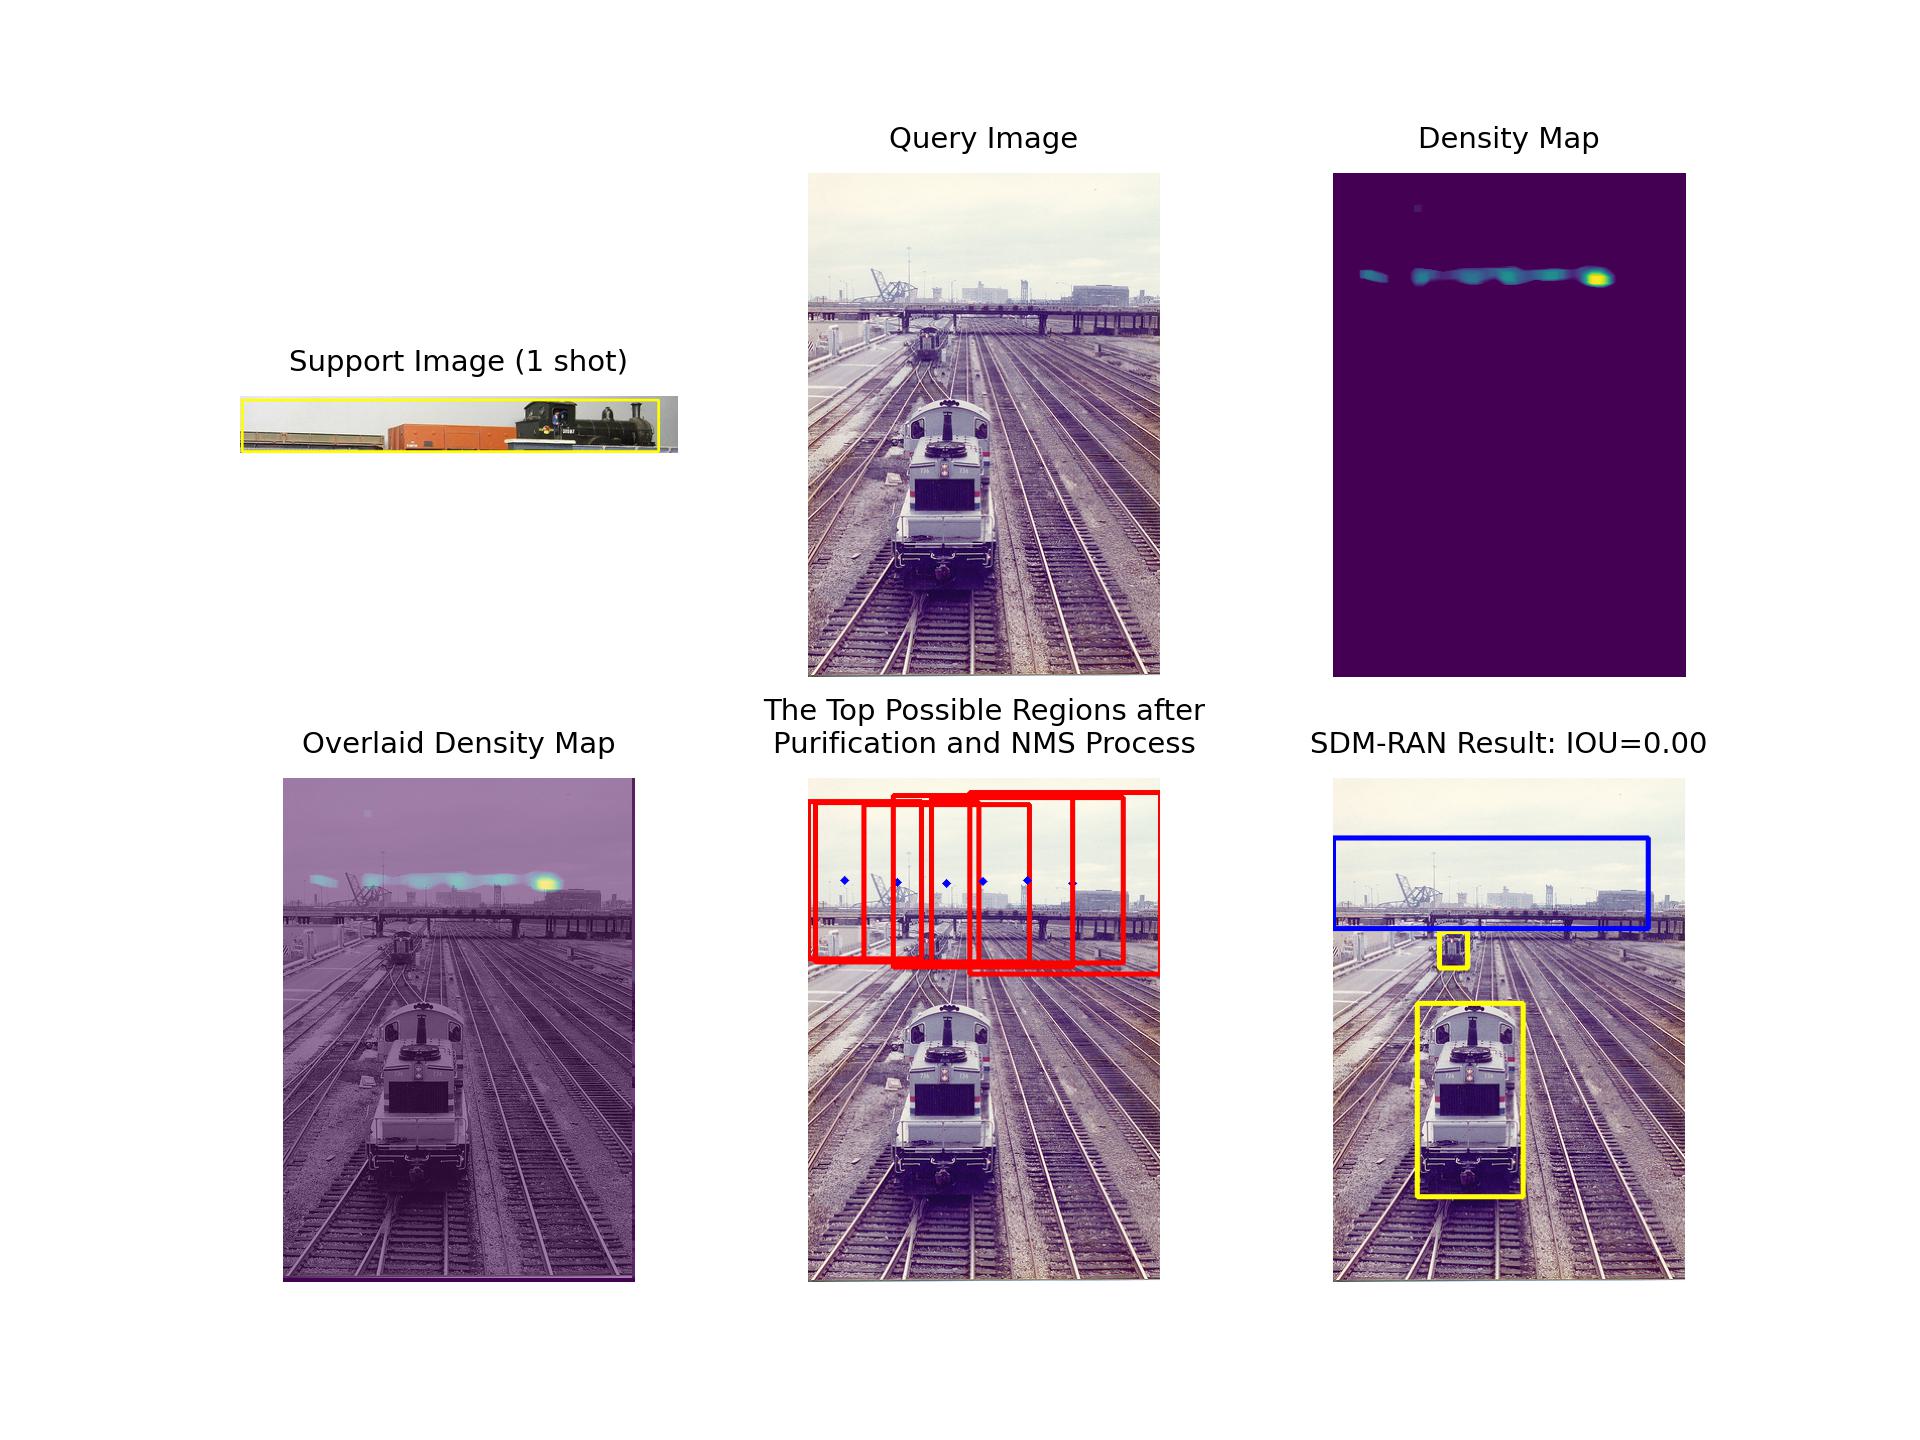 Query Image
Density Map
Support Image (1 shot)
Overlaid Density Map
The Top Possible Regions after
Purification and NMS Process
SDM-RAN Result: IOU=0.00